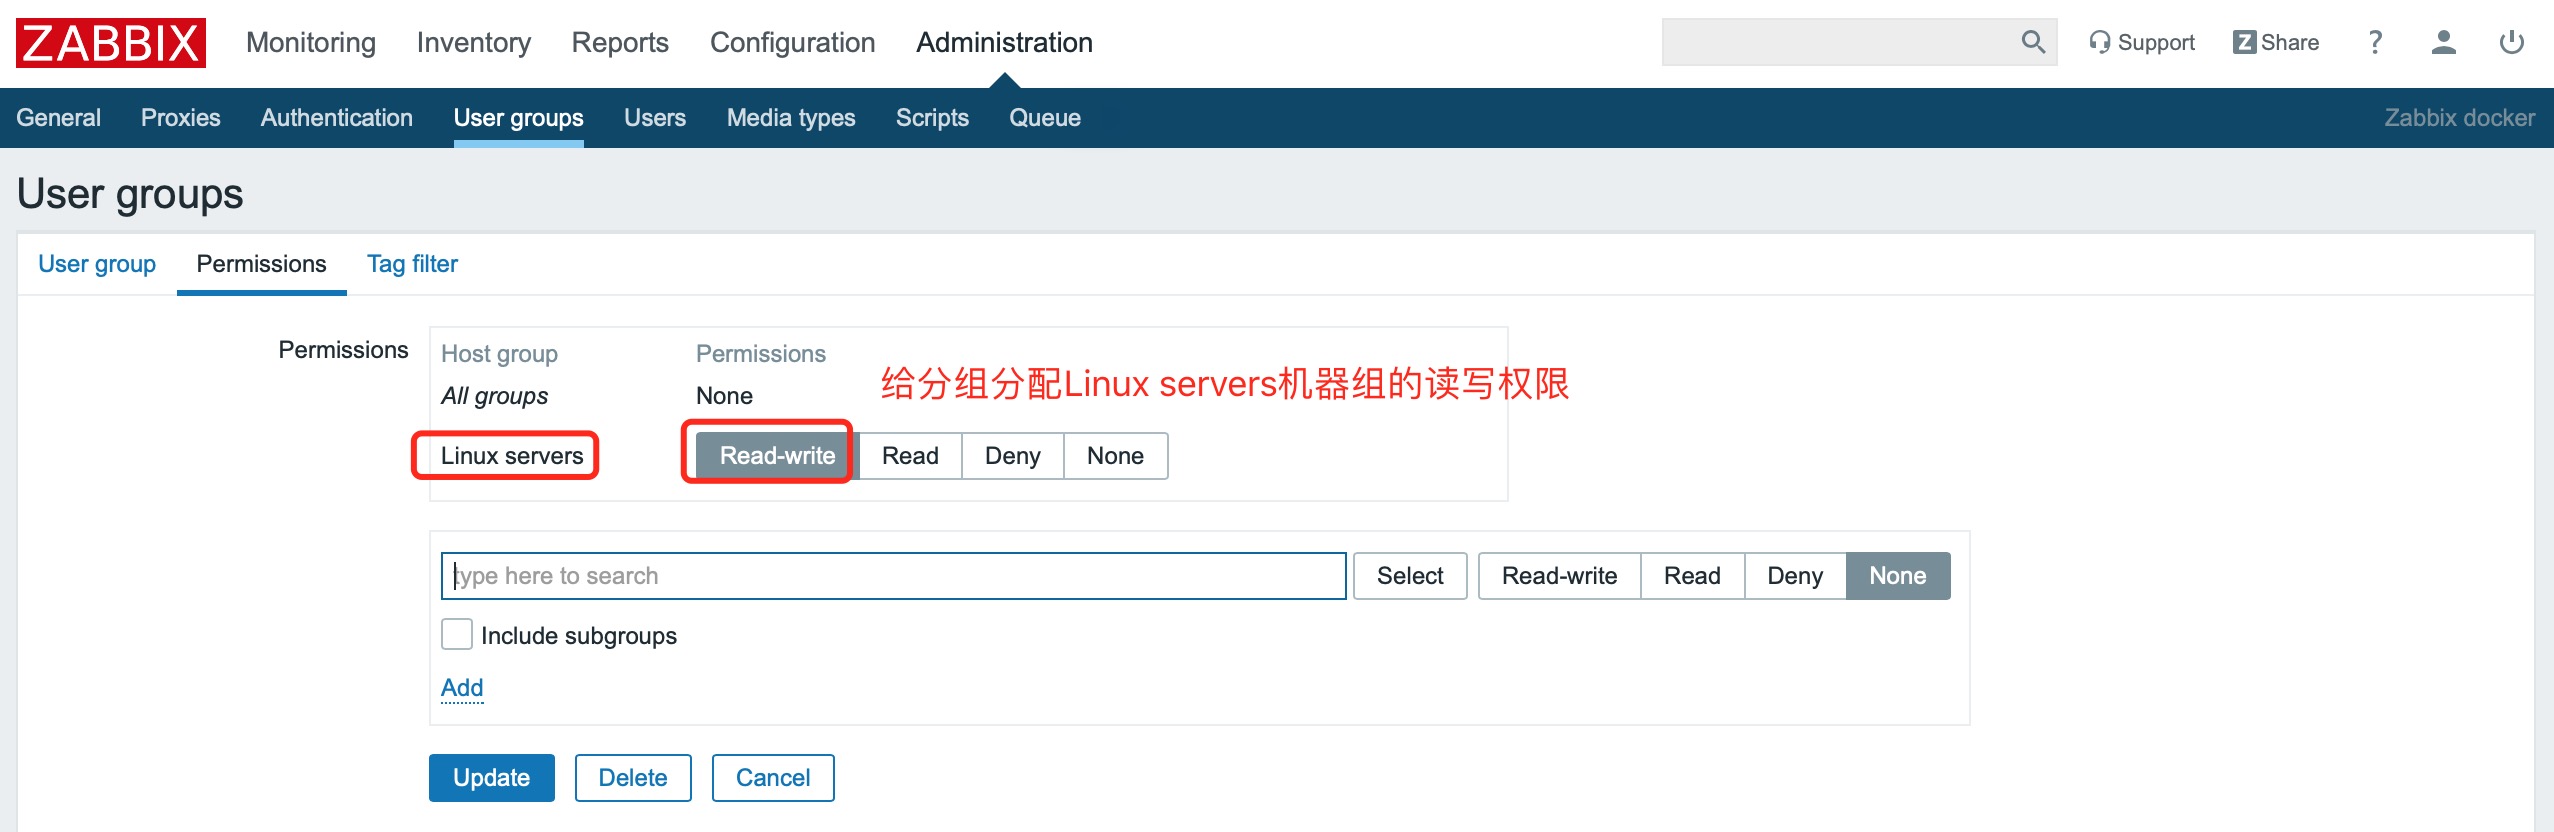 ZABBIX Monitoring Inventory Reports Configuration Administration Support Z Share ?
General Proxies Authentication User groups Users Media types Scripts Queue Zabbix docker
User groups
User group Permissions Tag filter
Permissions Host group Permissions
给分组分配Linux servers机器组的读写权限
All groups None
Linux servers Read-write Read Deny None
type here to search Select Read-write Read Deny None
Include subgroups
Add
Update Delete Cancel